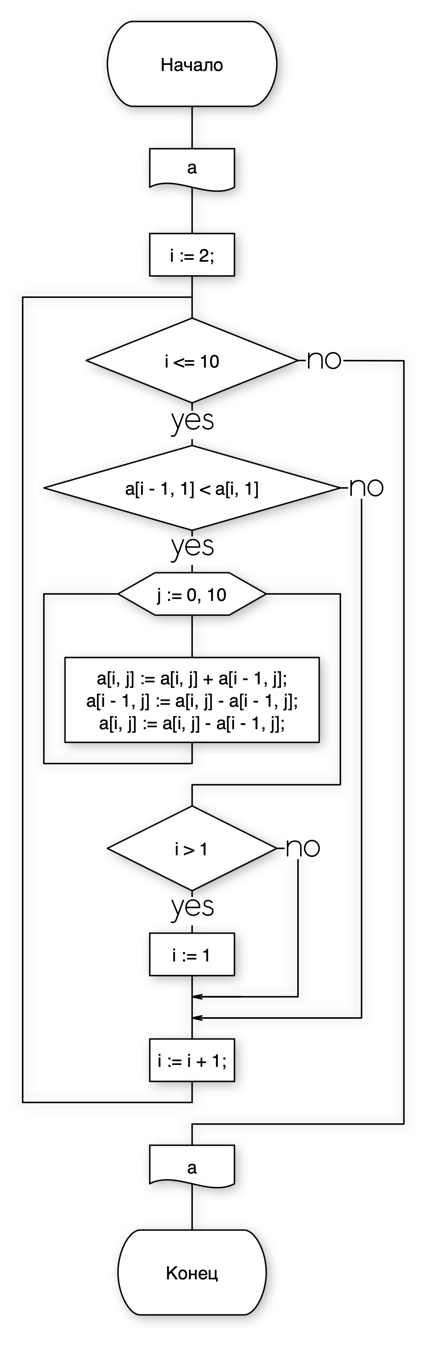 Начало
a
i := 2;
i <= 10
no
yes
a[i - 1, 1] < a[i, 1]
no
yes
j := 0, 10
a[i, j] := a[i, j] + a[i - 1, j];
a[i - 1, j] := a[i, j] - a[i - 1, j];
a[i, j] := a[i, j] - a[i - 1, j];
i > 1
no
yes
i := 1
i := i + 1;
a
Конец